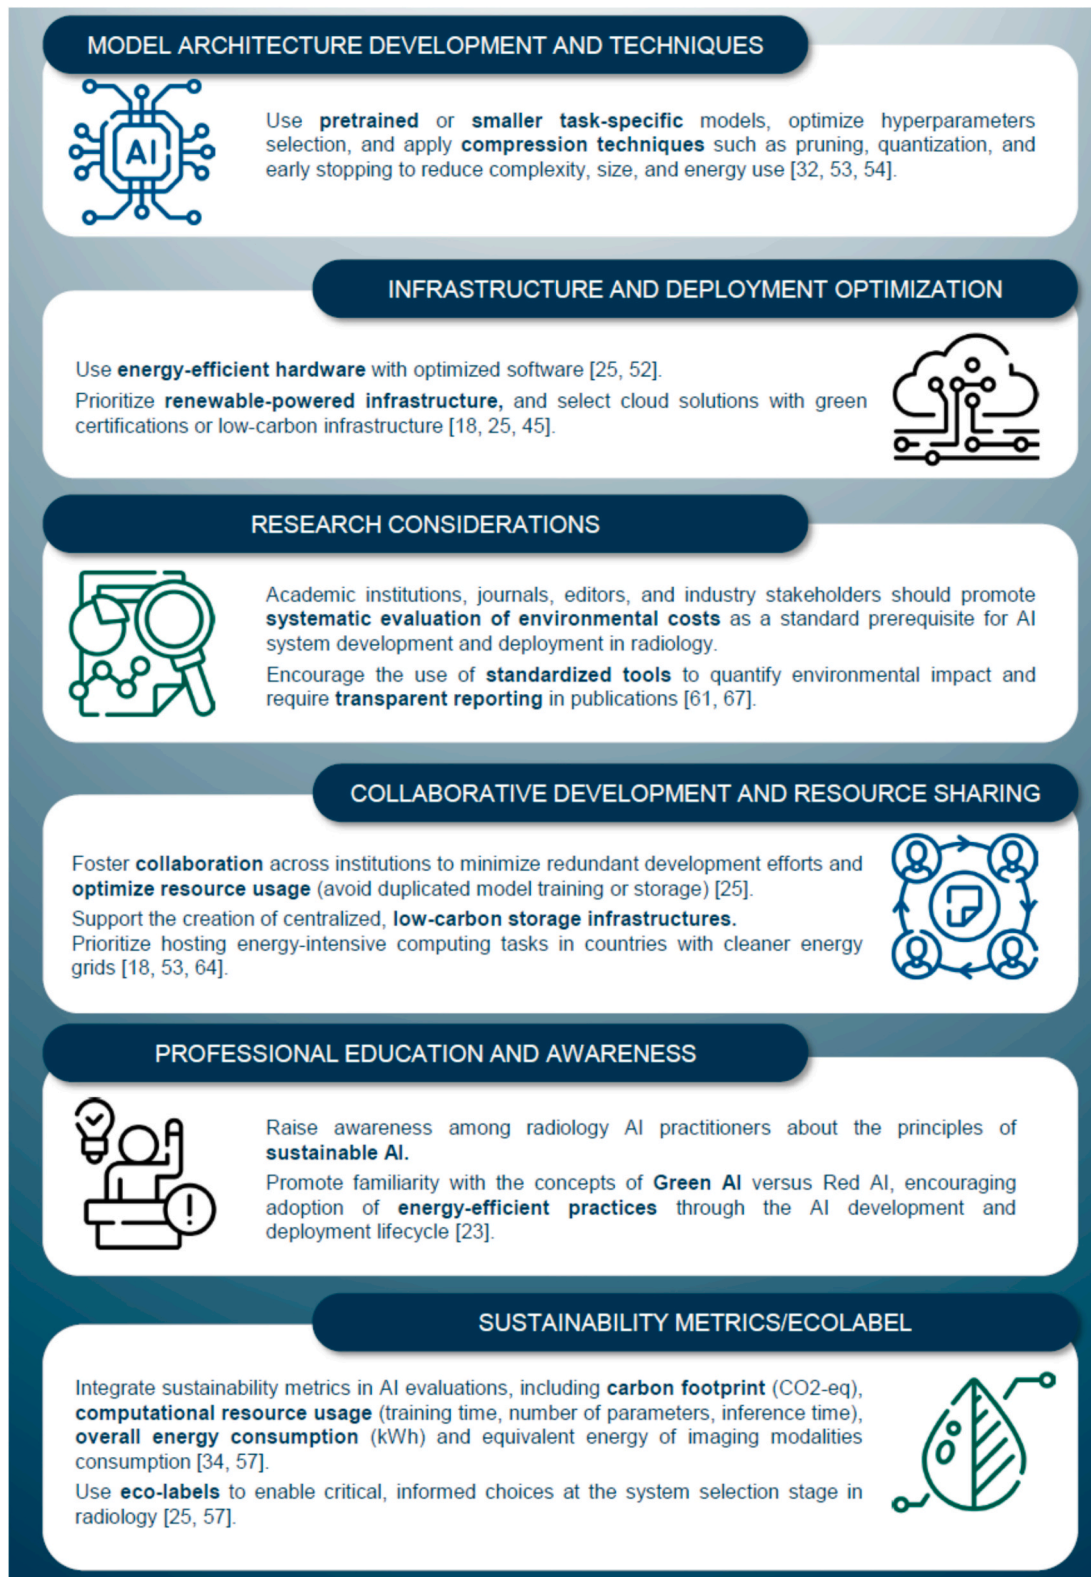 MODEL ARCHITECTURE DEVELOPMENT AND TECHNIQUES
AI
Use pretrained or smaller task-specific models, optimize hyperparameters
selection, and apply compression techniques such as pruning, quantization, and
early stopping to reduce complexity, size, and energy use [32, 53, 54].
INFRASTRUCTURE AND DEPLOYMENT OPTIMIZATION
Use energy-efficient hardware with optimized software [25, 52].
Prioritize renewable-powered infrastructure, and select cloud solutions with green
certifications or low-carbon infrastructure [18, 25, 45].
RESEARCH CONSIDERATIONS
Academic institutions, journals, editors, and industry stakeholders should promote
systematic evaluation of environmental costs as a standard prerequisite for AI
system development and deployment in radiology.
Encourage the use of standardized tools to quantify environmental impact and
require transparent reporting in publications [61, 67].
COLLABORATIVE DEVELOPMENT AND RESOURCE SHARING
Foster collaboration across institutions to minimize redundant development efforts and
optimize resource usage (avoid duplicated model training or storage) [25].
Support the creation of centralized, low-carbon storage infrastructures.
Prioritize hosting energy-intensive computing tasks in countries with cleaner energy
grids [18, 53, 64].
PROFESSIONAL EDUCATION AND AWARENESS
Raise awareness among radiology AI practitioners about the principles of
sustainable AI.
Promote familiarity with the concepts of Green AI versus Red AI, encouraging
adoption of energy-efficient practices through the AI development and
deployment lifecycle [23].
SUSTAINABILITY METRICS/ECOLABEL
Integrate sustainability metrics in AI evaluations, including carbon footprint (CO2-eq),
computational resource usage (training time, number of parameters, inference time),
overall energy consumption (kWh) and equivalent energy of imaging modalities
consumption [34, 57].
Use eco-labels to enable critical, informed choices at the system selection stage in
radiology [25, 57].